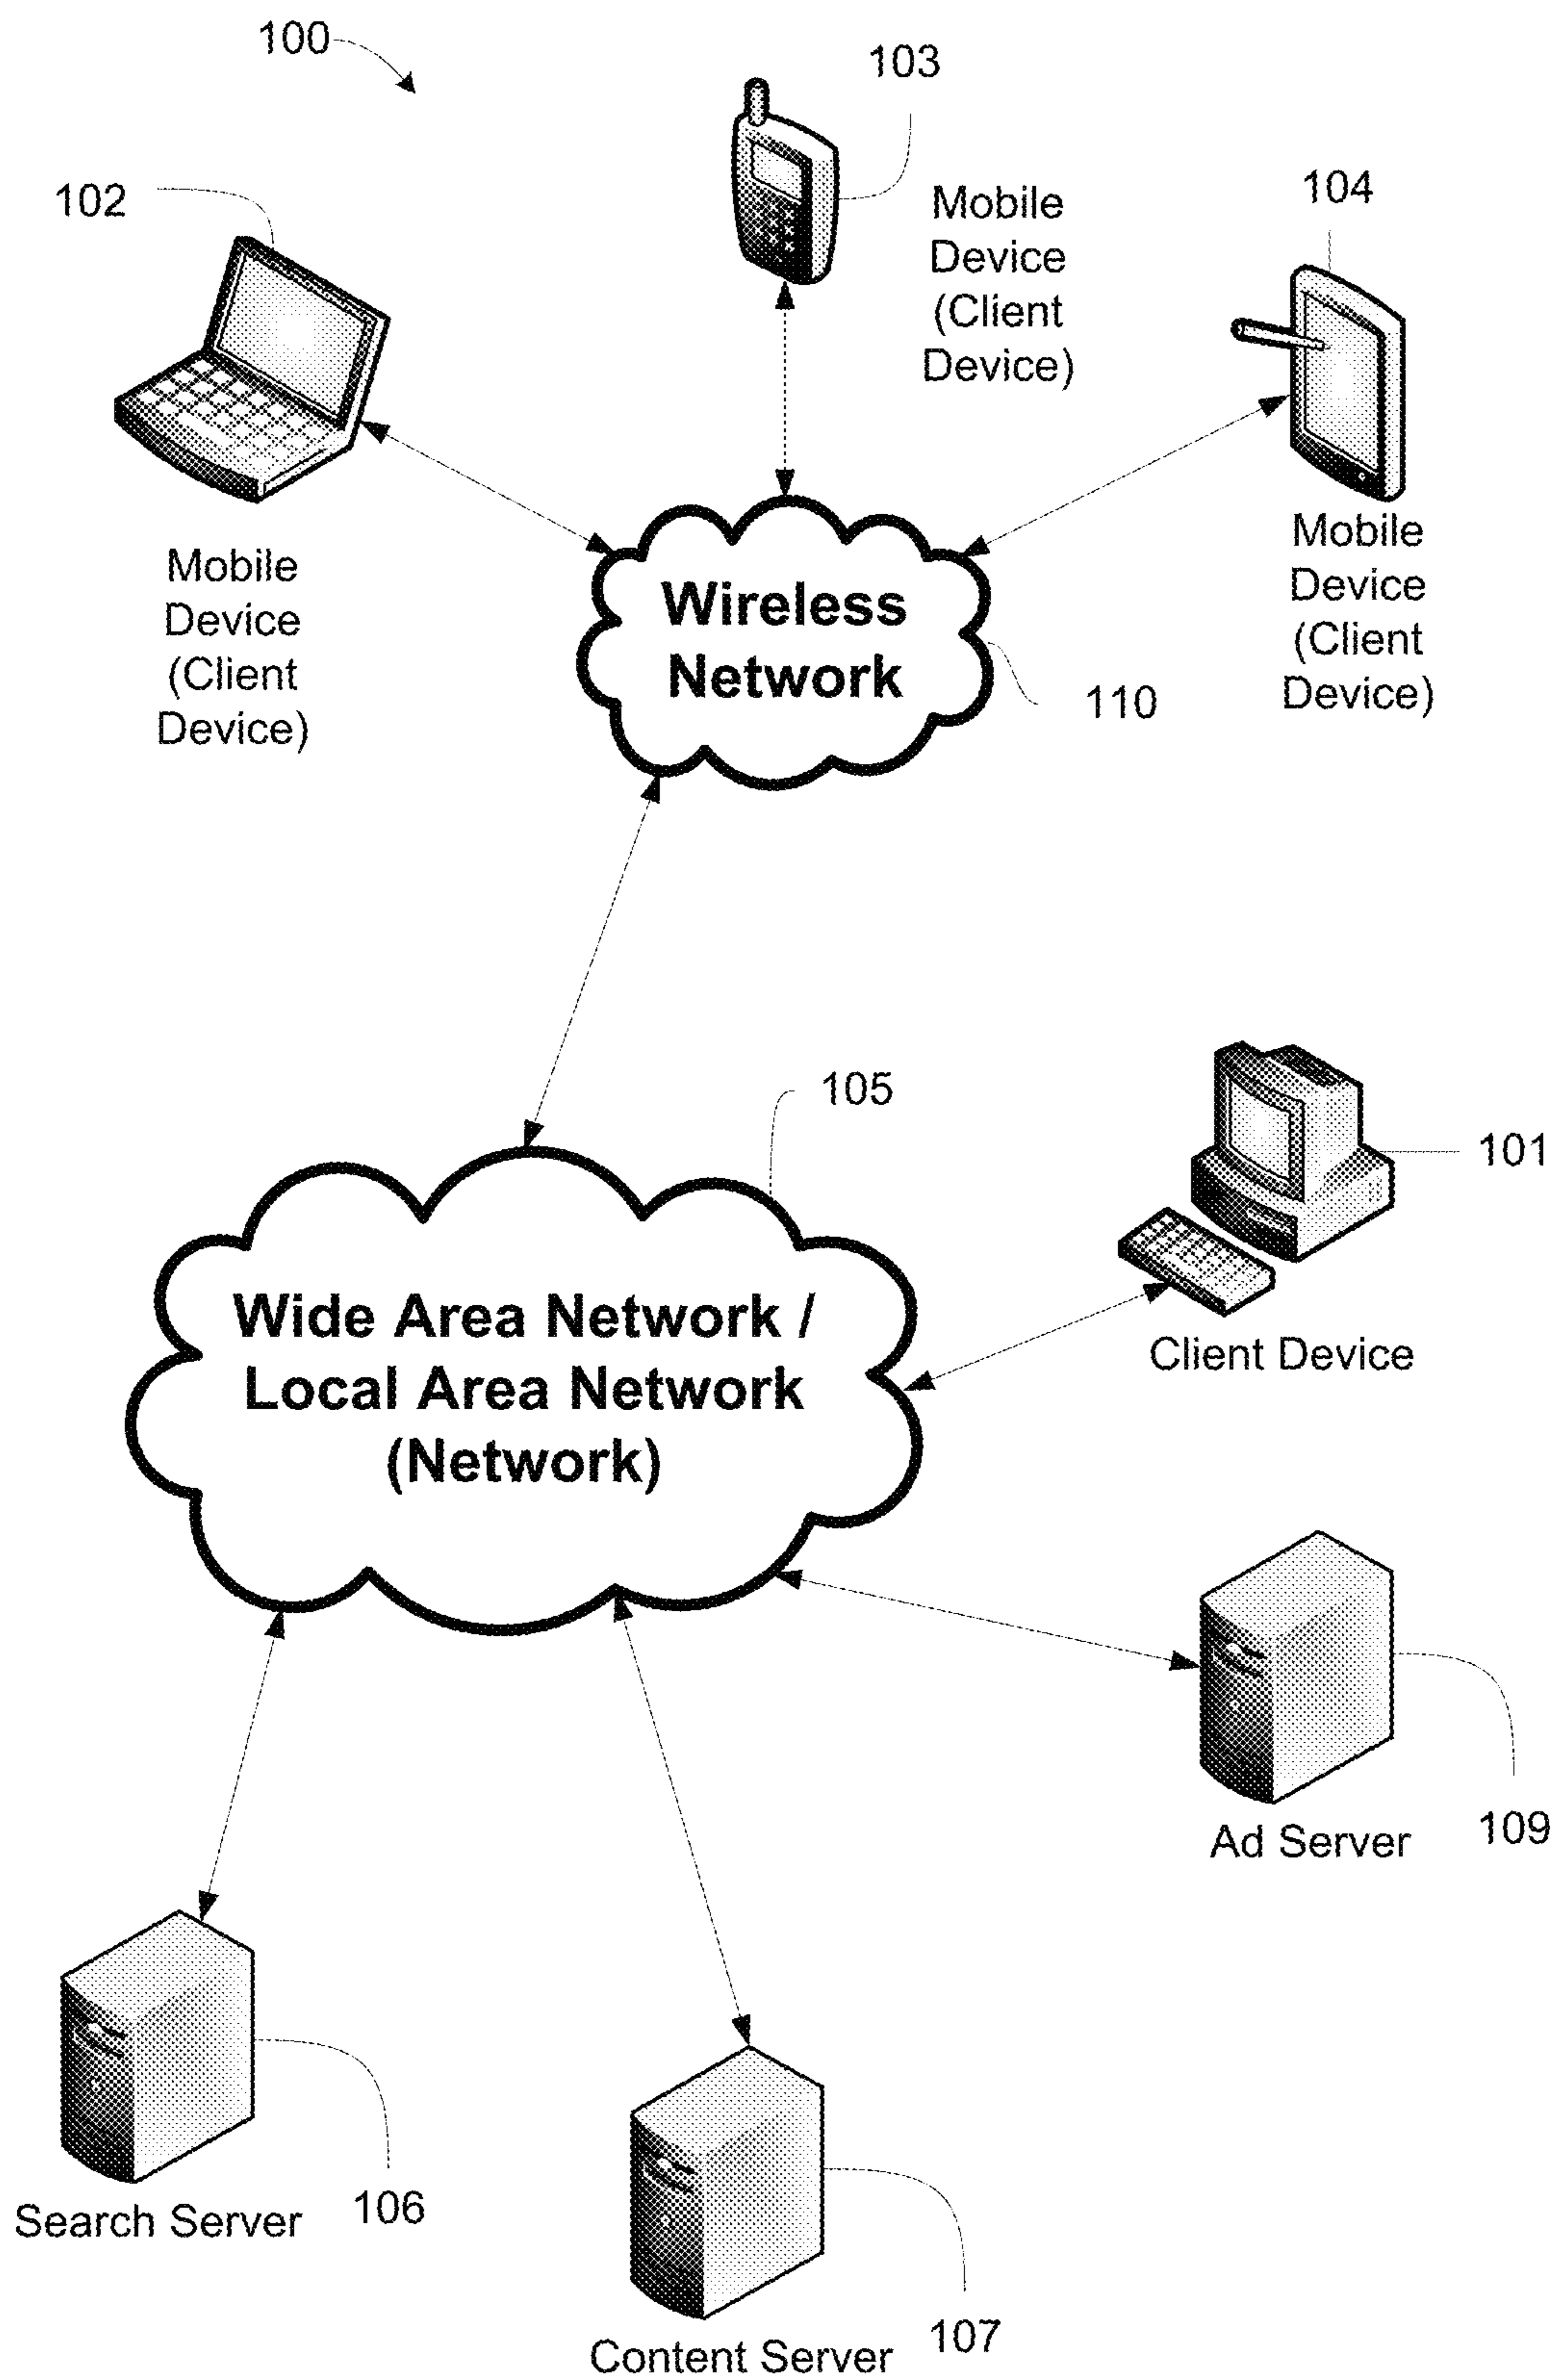 100
103
102
104
Mobile
Device
(Client
Device)
Mobile
Device
(Client
Device)
Mobile
Device
(Client
Device)
Wireless
Network
110
105
101
Wide Area Network /
Local Area Network
(Network)
Client Device
109
Ad Server
106
Search Server
107
Content Server